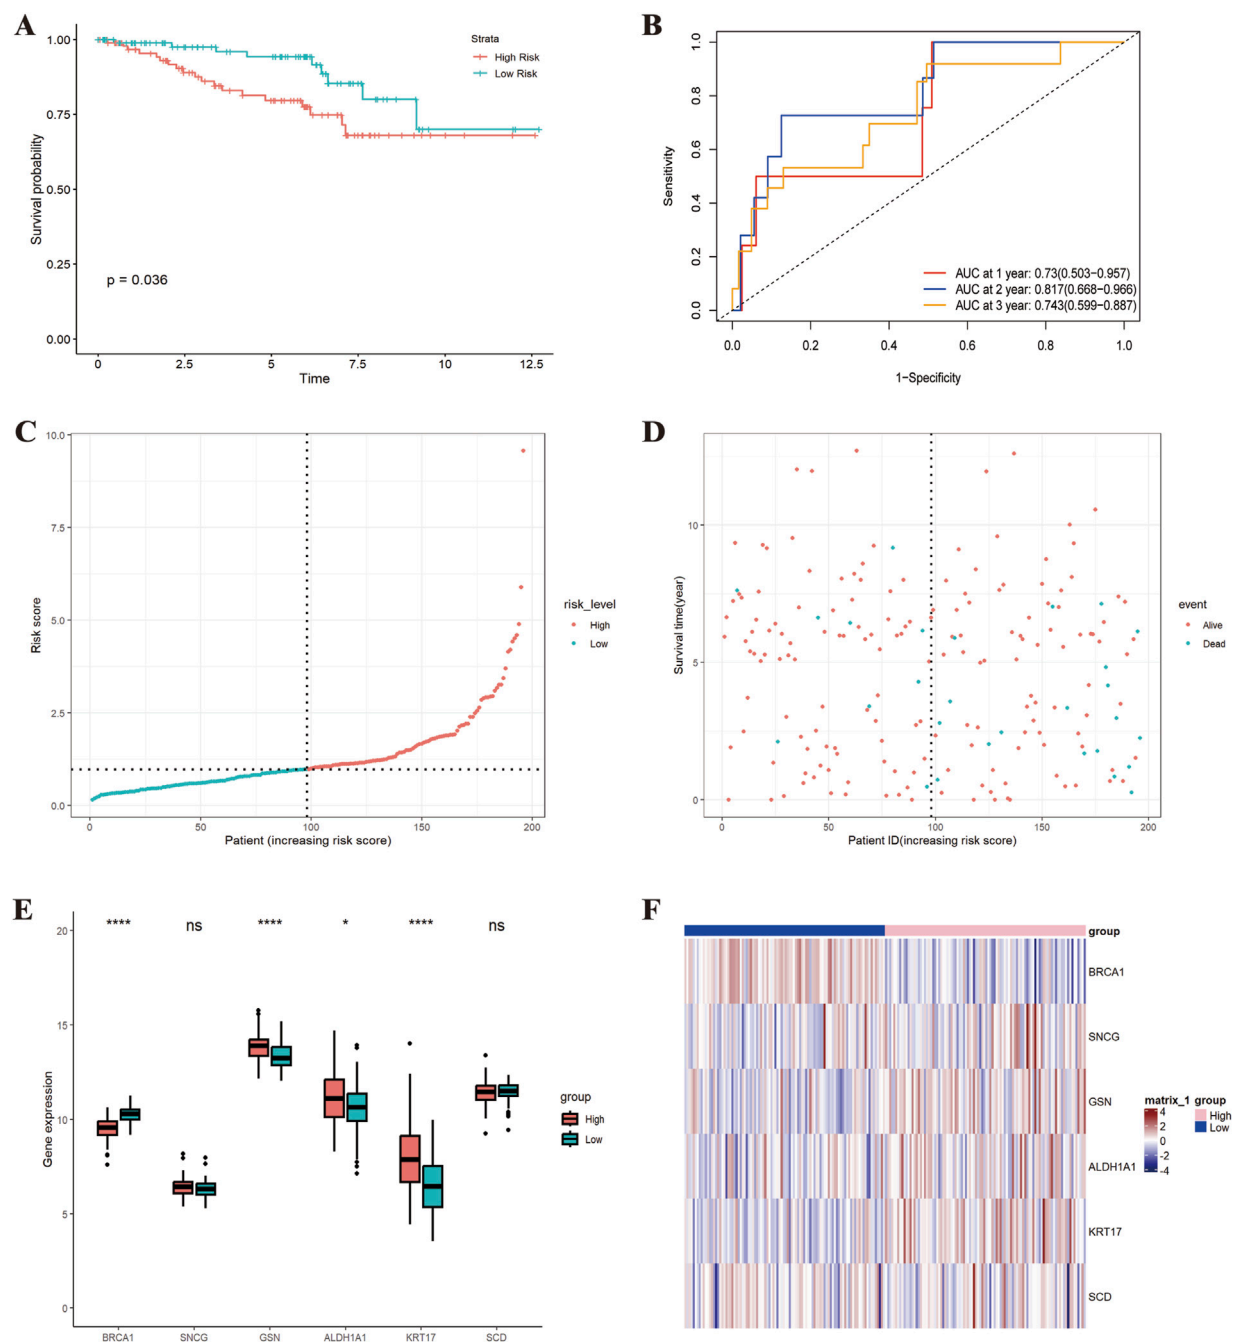 A
1.00
0.75
0.50
0.25
0.00
Survival probability
Strata
High Risk
Low Risk
p = 0.036
0
2.5
5
7.5
10
12.5
Time
B
1.0
0.8
0.6
0.4
0.2
0.0
Sensitivity
AUC at 1 year: 0.73(0.503−0.957)
AUC at 2 year: 0.817(0.668−0.966)
AUC at 3 year: 0.743(0.599−0.887)
0.0
0.2
0.4
0.6
0.8
1.0
1−Specificity
C
10.0
7.5
5.0
2.5
0.0
Risk score
risk_level
High
Low
0
50
100
150
200
Patient (increasing risk score)
D
10
5
0
Survival time(year)
event
Alive
Dead
0
50
100
150
200
Patient ID(increasing risk score)
E
****
ns
****
*
****
ns
20
15
10
5
0
Gene expression
group
High
Low
BRCA1
SNCG
GSN
ALDH1A1
KRT17
SCD
F
group
BRCA1
SNCG
GSN
ALDH1A1
KRT17
SCD
matrix_1
4
2
0
-2
-4
group
High
Low